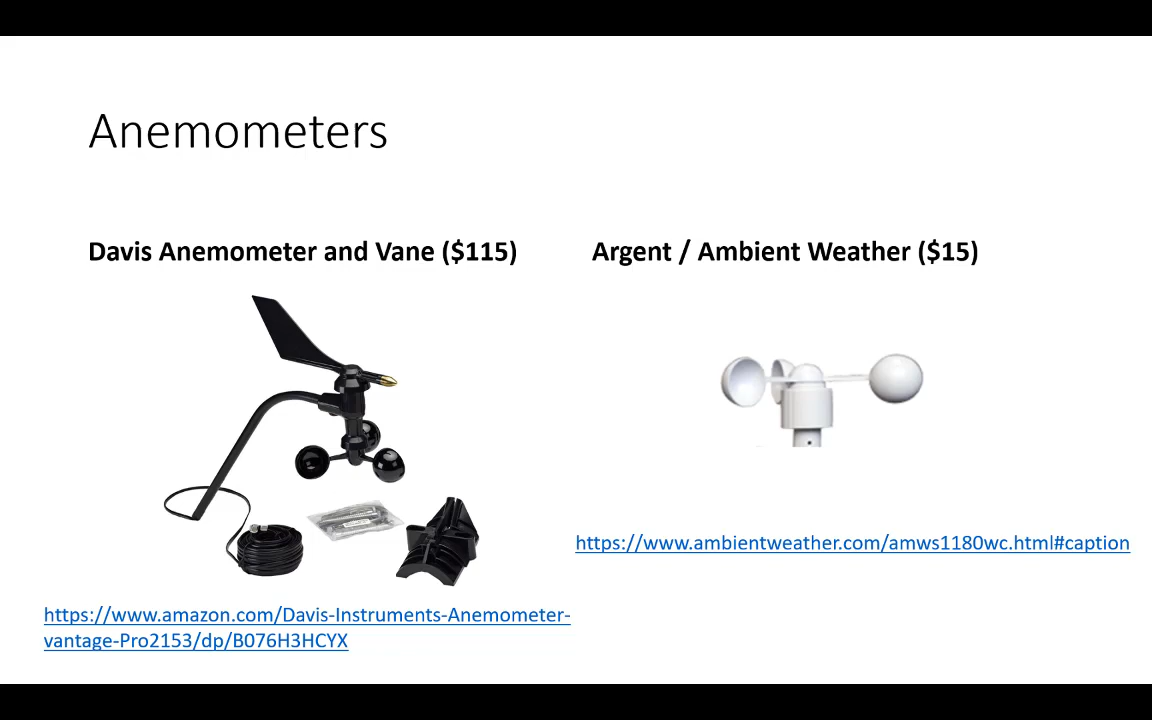 Anemometers
Davis Anemometer and Vane ($115)
Argent / Ambient Weather ($15)
https://www.ambientweather.com/amws1180wc.html#caption
https://www.amazon.com/Davis-Instruments-Anemometer-
vantage-Pro2153/dp/B076H3HCYX